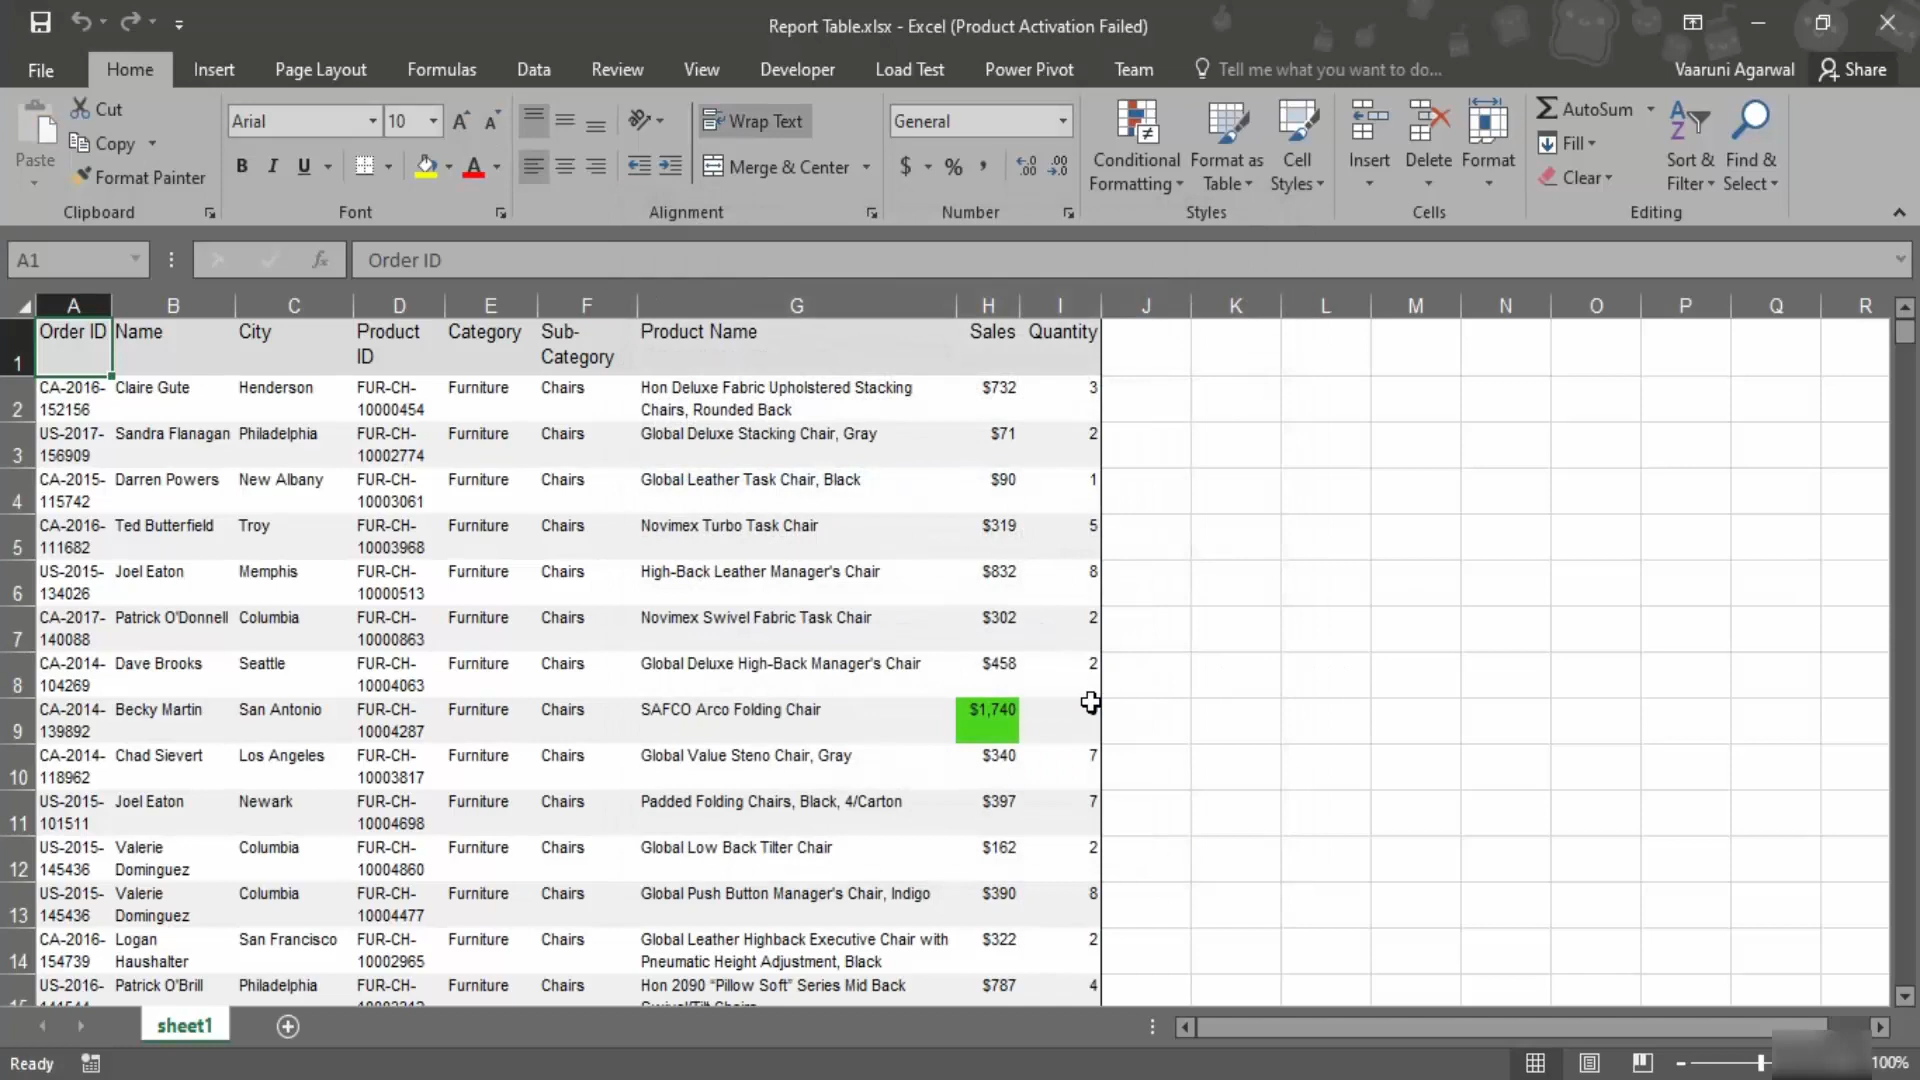 Report Table.xlsx - Excel (Product Activation Failed)
File Home Insert Page Layout Formulas Data Review View Developer Load Test Power Pivot Team Tell me what you want to do... Vaaruni Agarwal Share
Paste Cut Copy Format Painter
Arial 10
B I U A
Wrap Text Merge & Center
General
$ % ,
Conditional Formatting Format as Table Cell Styles
Insert Delete Format
AutoSum Fill Clear
Sort & Filter Find & Select
Clipboard Font Alignment Number Styles Cells Editing
A1 fx Order ID
A B C D E F G H I J K L M N O P Q R
1 Order ID Name City Product ID Category Sub-Category Product Name Sales Quantity
2 CA-2016-152156 Claire Gute Henderson FUR-CH-10000454 Furniture Chairs Hon Deluxe Fabric Upholstered Stacking Chairs, Rounded Back $732 3
3 US-2017-156909 Sandra Flanagan Philadelphia FUR-CH-10002774 Furniture Chairs Global Deluxe Stacking Chair, Gray $71 2
4 CA-2015-115742 Darren Powers New Albany FUR-CH-10003061 Furniture Chairs Global Leather Task Chair, Black $90 1
5 CA-2016-111682 Ted Butterfield Troy FUR-CH-10003968 Furniture Chairs Novimex Turbo Task Chair $319 5
6 US-2015-134026 Joel Eaton Memphis FUR-CH-10000513 Furniture Chairs High-Back Leather Manager's Chair $832 8
7 CA-2017-140088 Patrick O'Donnell Columbia FUR-CH-10000863 Furniture Chairs Novimex Swivel Fabric Task Chair $302 2
8 CA-2014-104269 Dave Brooks Seattle FUR-CH-10004063 Furniture Chairs Global Deluxe High-Back Manager's Chair $458 2
9 CA-2014-139892 Becky Martin San Antonio FUR-CH-10004287 Furniture Chairs SAFCO Arco Folding Chair $1,740
10 CA-2014-118962 Chad Sievert Los Angeles FUR-CH-10003817 Furniture Chairs Global Value Steno Chair, Gray $340 7
11 US-2015-101511 Joel Eaton Newark FUR-CH-10004698 Furniture Chairs Padded Folding Chairs, Black, 4/Carton $397 7
12 US-2015-145436 Valerie Dominguez Columbia FUR-CH-10004860 Furniture Chairs Global Low Back Tilter Chair $162 2
13 US-2015-145436 Valerie Dominguez Columbia FUR-CH-10004477 Furniture Chairs Global Push Button Manager's Chair, Indigo $390 8
14 CA-2016-154739 Logan Haushalter San Francisco FUR-CH-10002965 Furniture Chairs Global Leather Highback Executive Chair with Pneumatic Height Adjustment, Black $322 2
US-2016- Patrick O'Brill Philadelphia FUR-CH- Furniture Chairs Hon 2090 “Pillow Soft” Series Mid Back $787 4
sheet1
Ready 100%